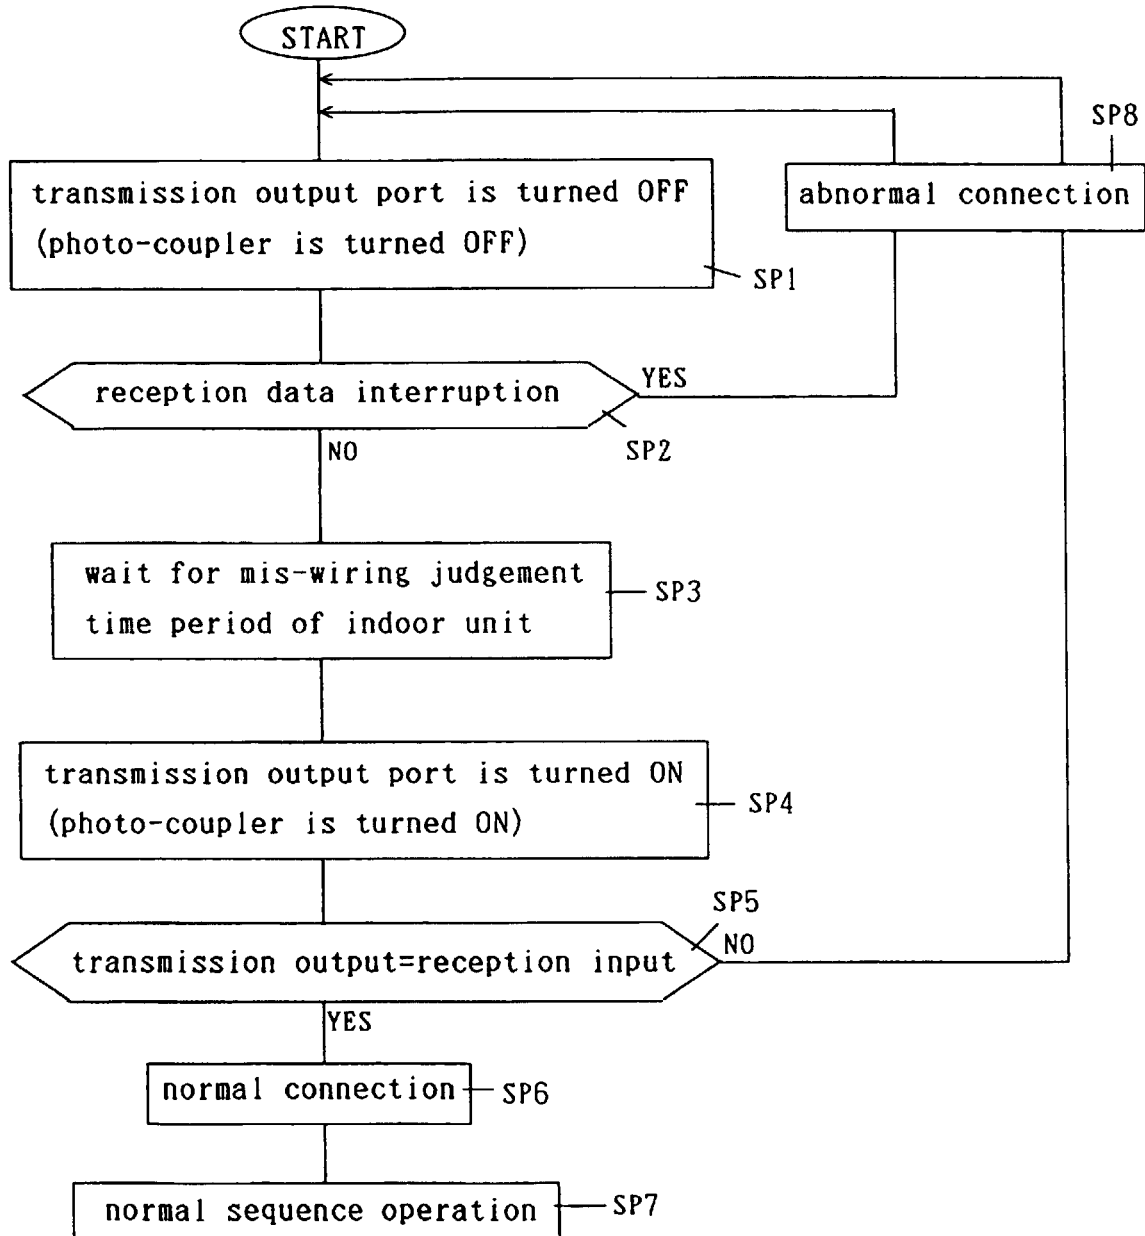 START
SP8
transmission output port is turned OFF
(photo-coupler is turned OFF)
abnormal connection
SP1
reception data interruption
YES
SP2
NO
wait for mis-wiring judgement
time period of indoor unit
SP3
transmission output port is turned ON
(photo-coupler is turned ON)
SP4
SP5
transmission output=reception input
NO
YES
normal connection
SP6
normal sequence operation
SP7